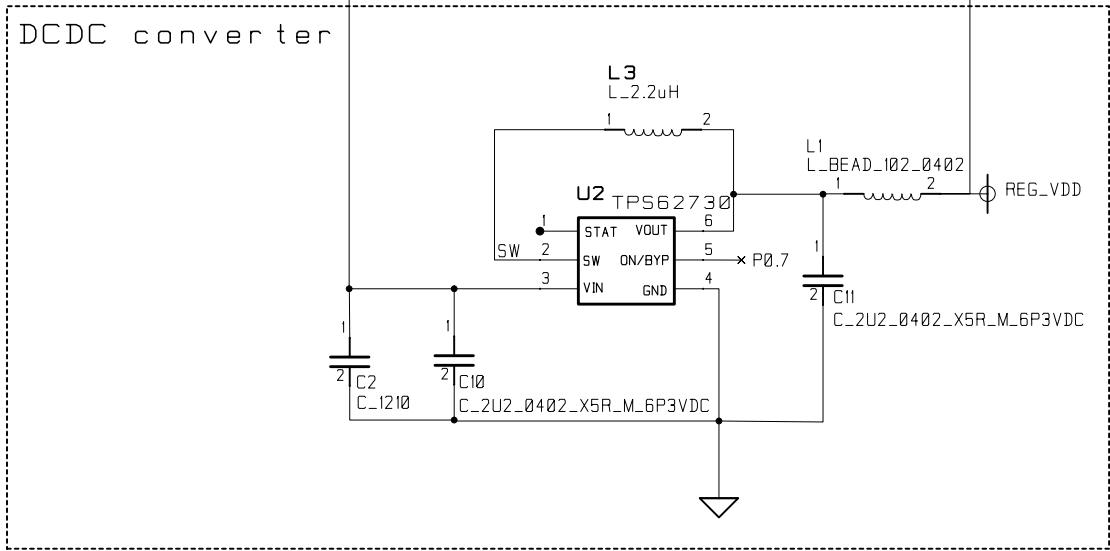 DCDC converter
L3
L_2.2uH
1 2
L1
L_BEAD_102_0402
1 2
REG_VDD
U2 TPS62730
1 STAT VOUT 6
SW 2 SW ON/BYP 5 P0.7
3 VIN GND 4
1
2 C11
C_2U2_0402_X5R_M_6P3VDC
1
2 C2
C_1210
1
2 C10
C_2U2_0402_X5R_M_6P3VDC